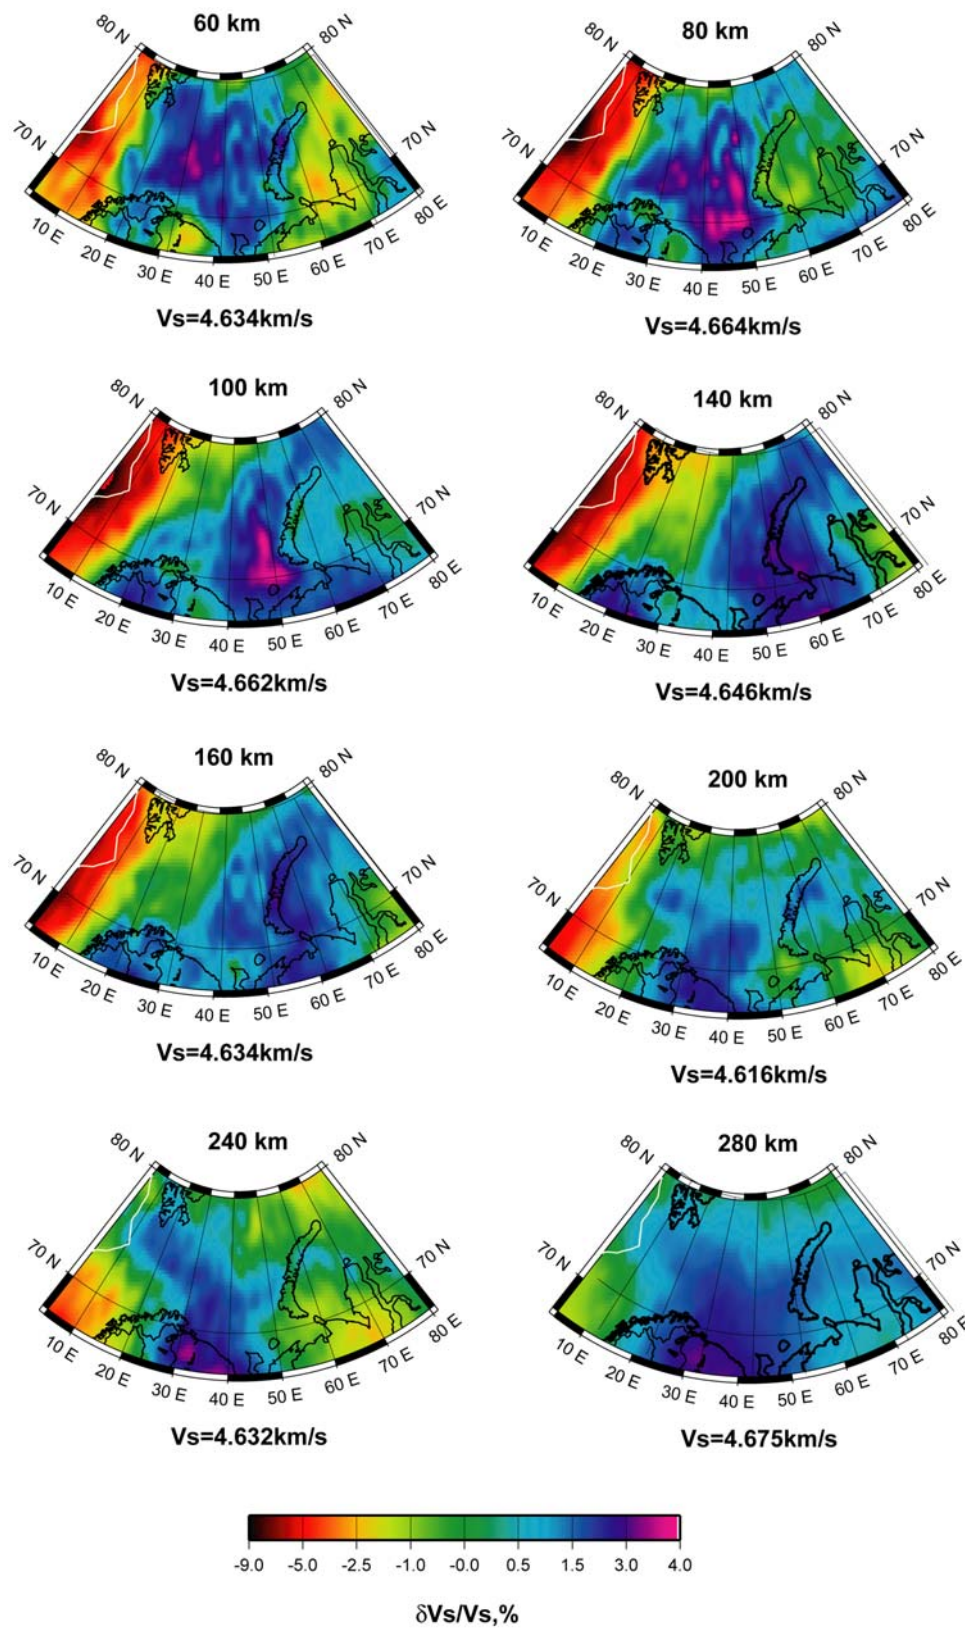 60 km
80 N
80 N
70 N
70 N
10 E
20 E
30 E
40 E
50 E
60 E
70 E
80 E
Vs=4.634km/s
80 km
80 N
80 N
70 N
70 N
10 E
20 E
30 E
40 E
50 E
60 E
70 E
80 E
Vs=4.664km/s
100 km
80 N
80 N
70 N
70 N
10 E
20 E
30 E
40 E
50 E
60 E
70 E
80 E
Vs=4.662km/s
140 km
80 N
80 N
70 N
70 N
10 E
20 E
30 E
40 E
50 E
60 E
70 E
80 E
Vs=4.646km/s
160 km
80 N
80 N
70 N
70 N
10 E
20 E
30 E
40 E
50 E
60 E
70 E
80 E
Vs=4.634km/s
200 km
80 N
80 N
70 N
70 N
10 E
20 E
30 E
40 E
50 E
60 E
70 E
80 E
Vs=4.616km/s
240 km
80 N
80 N
70 N
70 N
10 E
20 E
30 E
40 E
50 E
60 E
70 E
80 E
Vs=4.632km/s
280 km
80 N
80 N
70 N
70 N
10 E
20 E
30 E
40 E
50 E
60 E
70 E
80 E
Vs=4.675km/s
-9.0 -5.0 -2.5 -1.0 -0.0 0.5 1.5 3.0 4.0
δVs/Vs,%